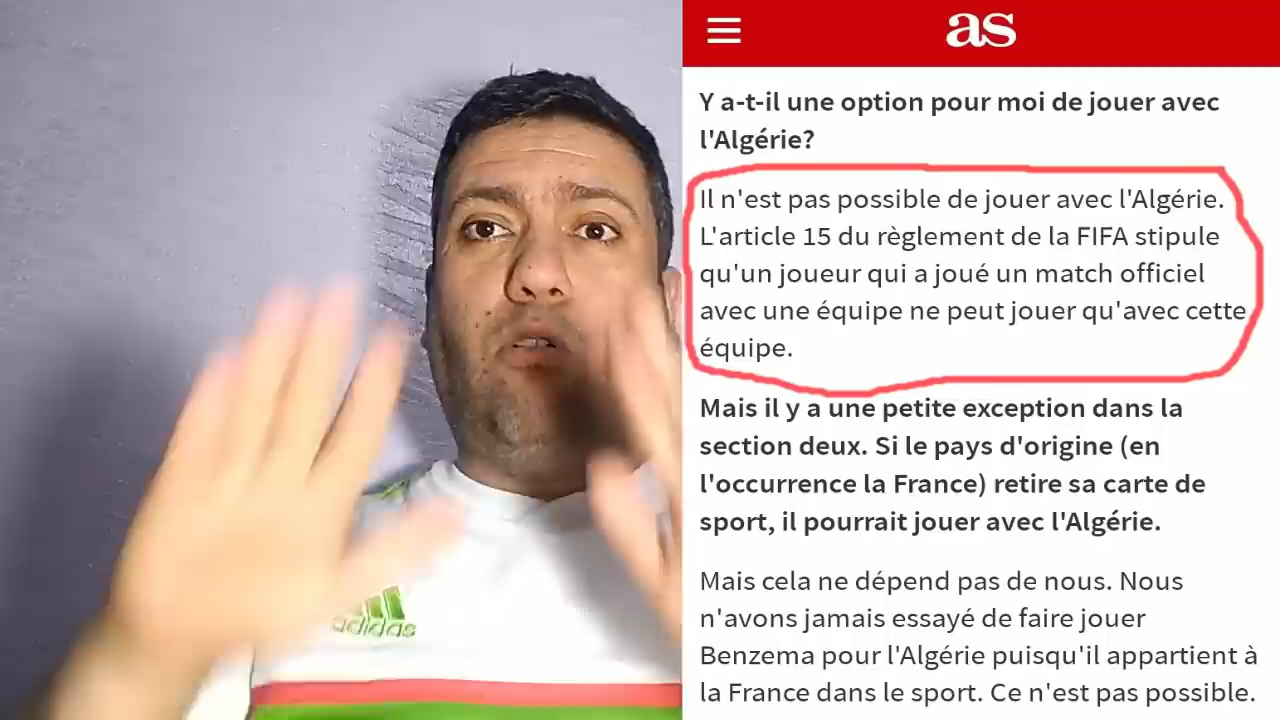 as
Y a-t-il une option pour moi de jouer avec
l'Algérie?
Il n'est pas possible de jouer avec l'Algérie.
L'article 15 du règlement de la FIFA stipule
qu'un joueur qui a joué un match officiel
avec une équipe ne peut jouer qu'avec cette
équipe.
Mais il y a une petite exception dans la
section deux. Si le pays d'origine (en
l'occurrence la France) retire sa carte de
sport, il pourrait jouer avec l'Algérie.
Mais cela ne dépend pas de nous. Nous
n'avons jamais essayé de faire jouer
Benzema pour l'Algérie puisqu'il appartient à
la France dans le sport. Ce n'est pas possible.
adidas